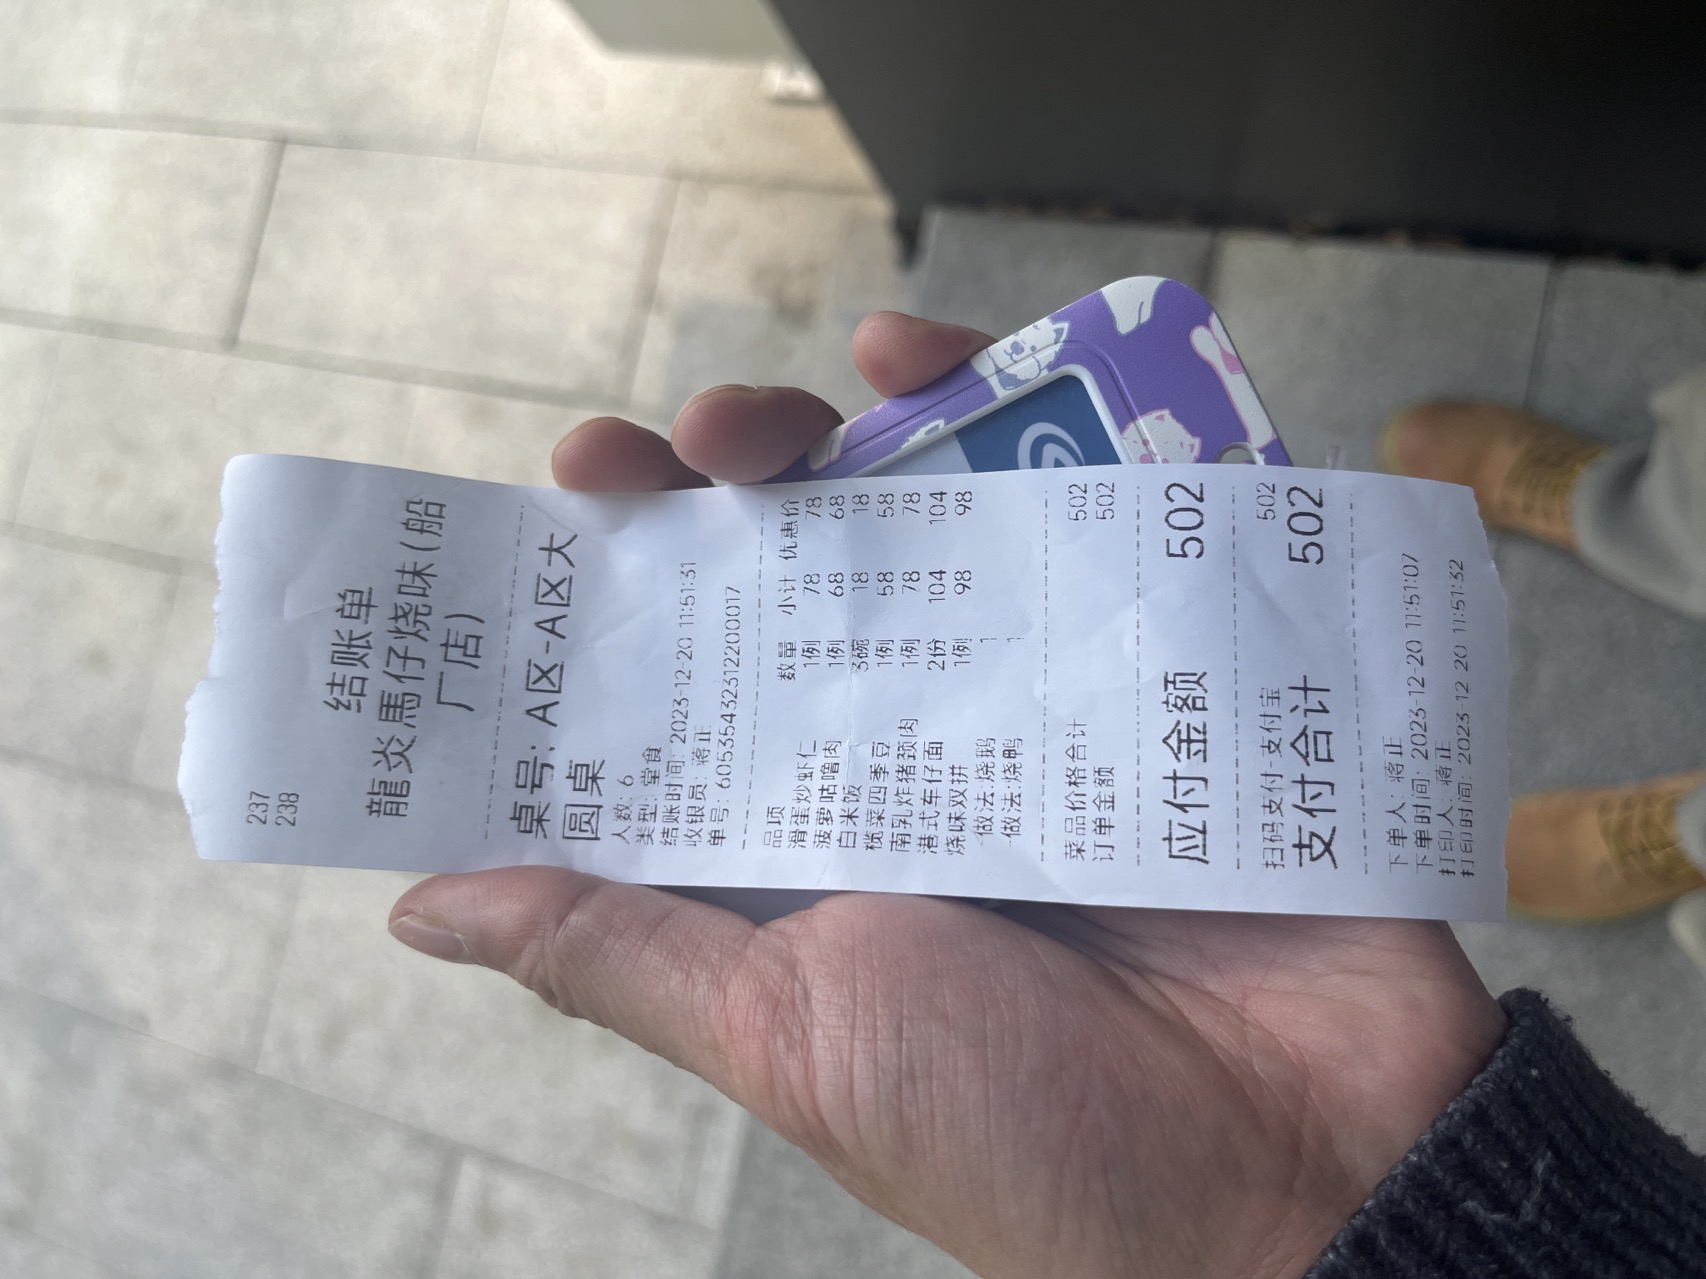 237
238
结账单
龍炎馬仔烧味(船
厂店)
桌号: A区-A区大
圆桌
人数: 6
类型: 堂食
结账时间: 2023-12-20 11:51:31
收银员: 蒋正
单号: 6053543231220​0017
品项 数量 小计 优惠价
滑蛋炒虾仁 1例 78 78
菠萝咕噜肉 1例 68 68
白米饭 3碗 18 18
榄菜四季豆 1例 58 58
南乳炸猪颈肉 1例 78 78
港式车仔面 2份 104 104
烧味双拼 1例 98 98
-做法:烧鹅 1
-做法:烧鸭 1
菜品价格合计 502
订单金额 502
应付金额 502
扫码支付-支付宝 502
支付合计 502
下单人: 蒋正
下单时间: 2023-12-20 11:51:07
打印人: 蒋正
打印时间: 2023-12-20 11:51:32